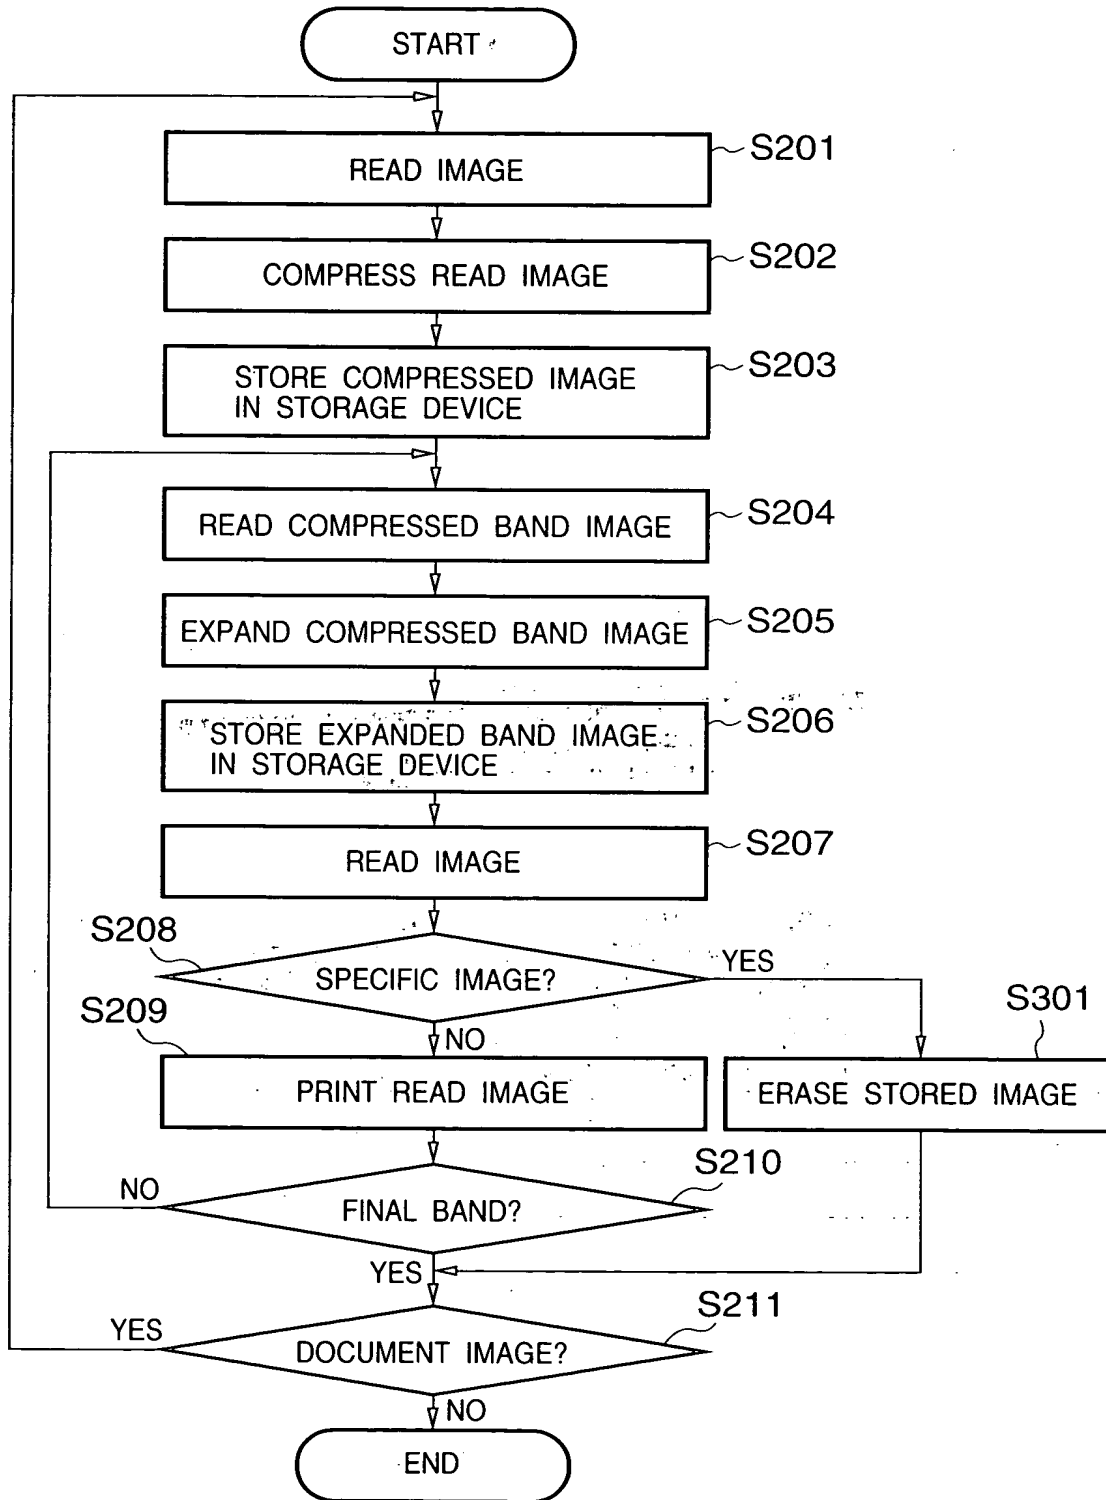 START
READ IMAGE
S201
COMPRESS READ IMAGE
S202
STORE COMPRESSED IMAGE
IN STORAGE DEVICE
S203
READ COMPRESSED BAND IMAGE
S204
EXPAND COMPRESSED BAND IMAGE
S205
STORE EXPANDED BAND IMAGE
IN STORAGE DEVICE
S206
READ IMAGE
S207
S208
SPECIFIC IMAGE?
YES
NO
S209
PRINT READ IMAGE
S301
ERASE STORED IMAGE
S210
FINAL BAND?
NO
YES
S211
DOCUMENT IMAGE?
YES
NO
END